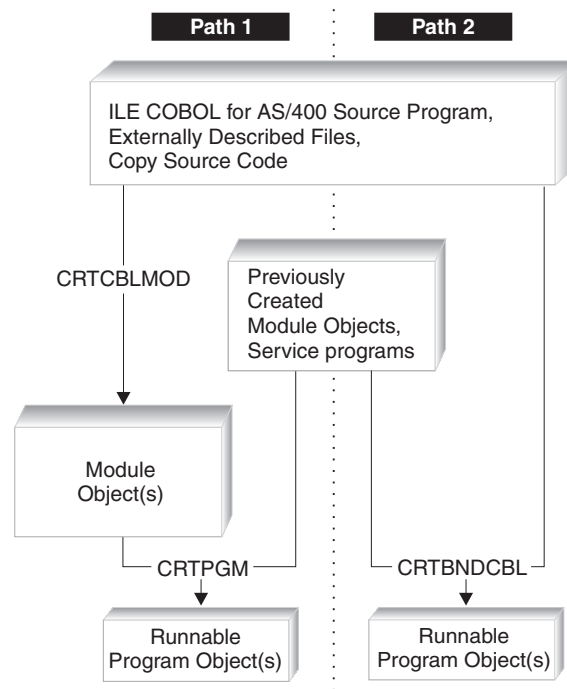 Path 1
Path 2
ILE COBOL for AS/400 Source Program,
Externally Described Files,
Copy Source Code
CRTCBLMOD
Previously
Created
Module Objects,
Service programs
Module
Object(s)
CRTPGM
CRTBNDCBL
Runnable
Program Object(s)
Runnable
Program Object(s)